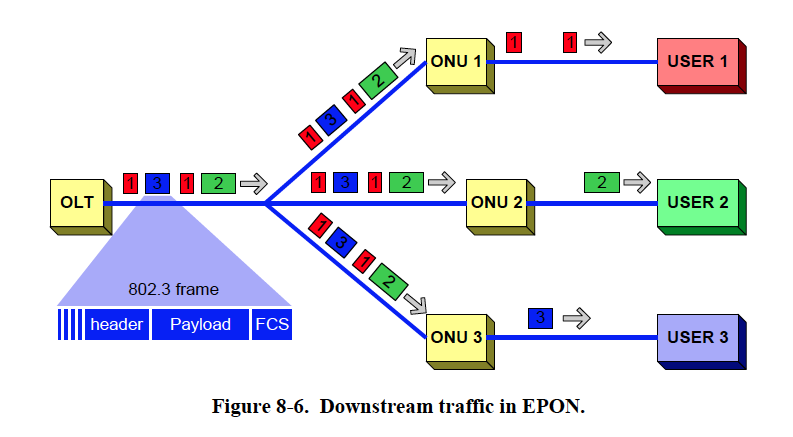 ONU 1
1 1
USER 1
1 3 1 2
OLT
1 3 1 2
1 3 1 2
ONU 2
2
USER 2
1 3 1 2
802.3 frame
header Payload FCS
ONU 3
3
USER 3
Figure 8-6. Downstream traffic in EPON.